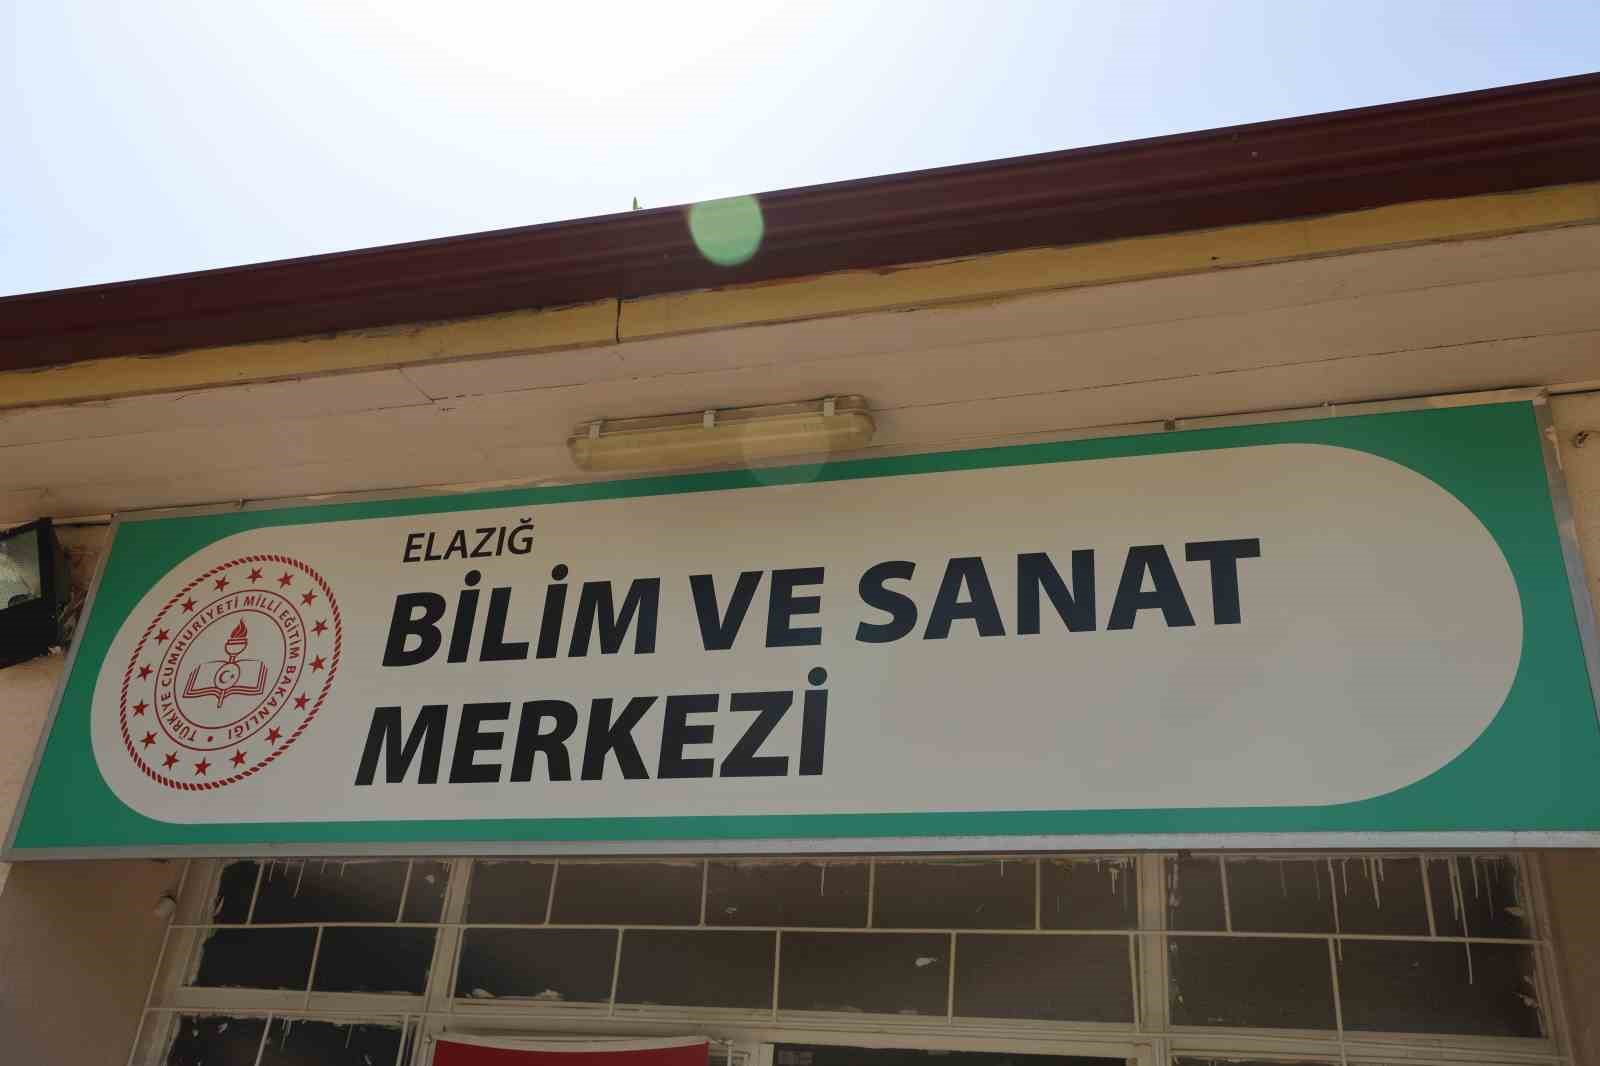 ELAZIĞ
BİLİM VE SANAT
MERKEZİ
TÜRKİYE CUMHURİYETİ MİLLİ EĞİTİM BAKANLIĞI